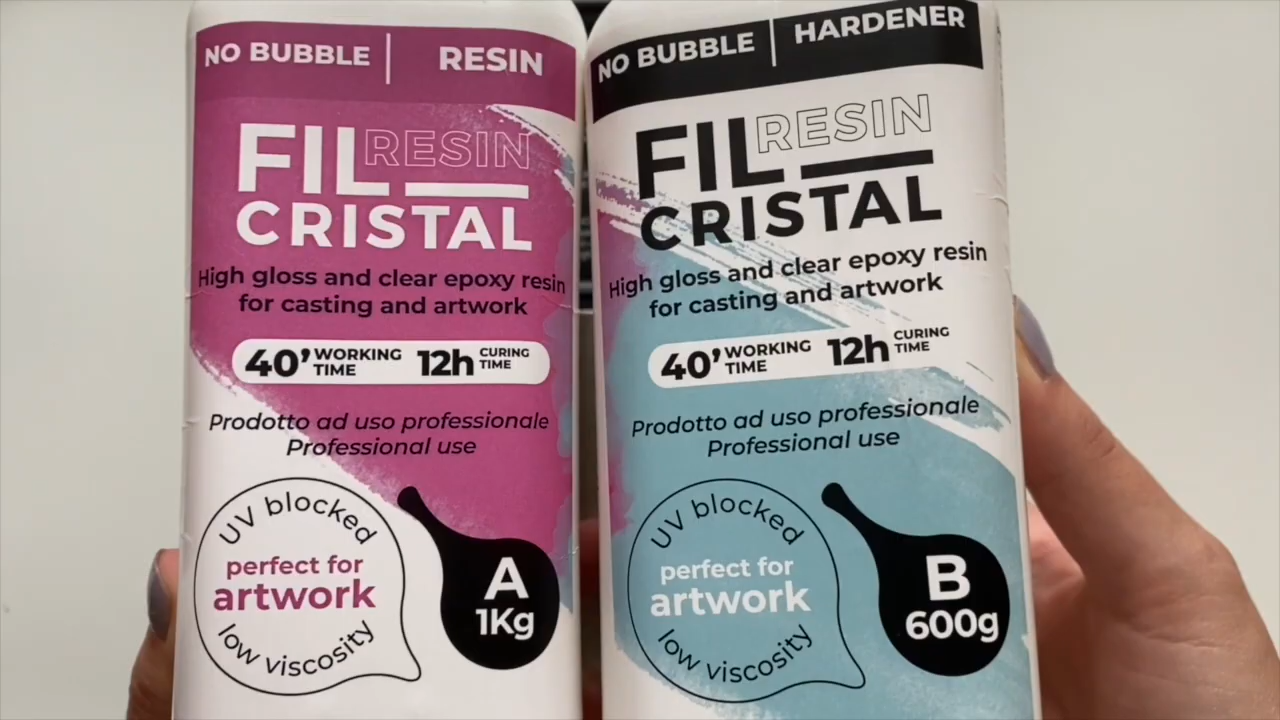 NO BUBBLE | RESIN
FIL RESIN
CRISTAL
High gloss and clear epoxy resin
for casting and artwork
40’ WORKING TIME 12h CURING TIME
Prodotto ad uso professionale
Professional use
UV blocked
perfect for
artwork
low viscosity
A
1Kg
NO BUBBLE | HARDENER
FIL RESIN
CRISTAL
High gloss and clear epoxy resin
for casting and artwork
40’ WORKING TIME 12h CURING TIME
Prodotto ad uso professionale
Professional use
UV blocked
perfect for
artwork
low viscosity
B
600g